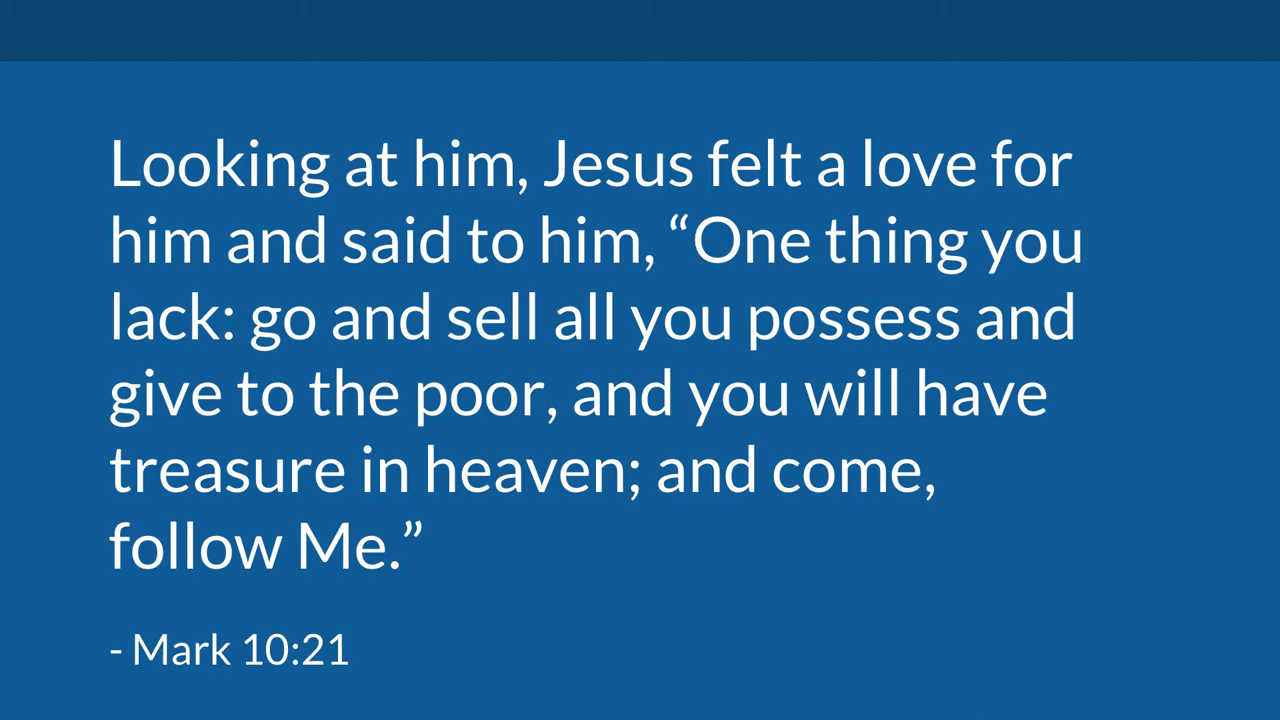 Looking at him, Jesus felt a love for
him and said to him, “One thing you
lack: go and sell all you possess and
give to the poor, and you will have
treasure in heaven; and come,
follow Me.”
- Mark 10:21